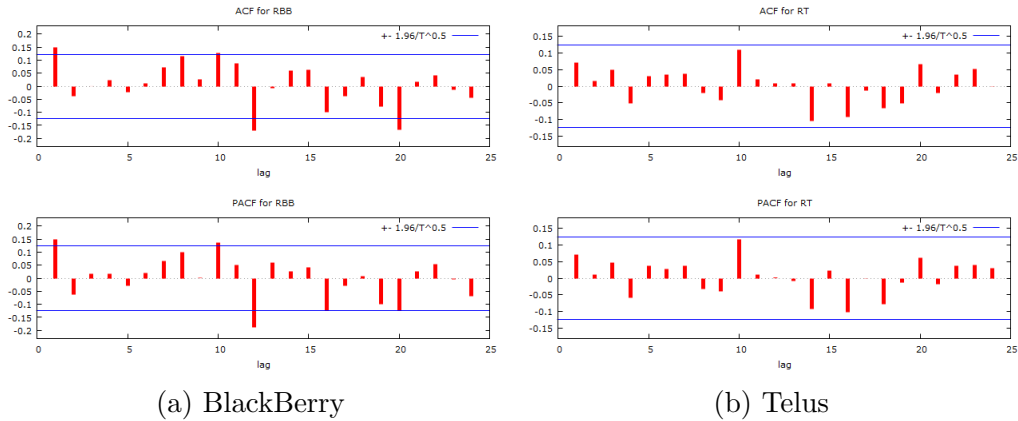 ACF for RBB
+- 1.96/T^0.5
0.2
0.15
0.1
0.05
0
-0.05
-0.1
-0.15
-0.2
0 5 10 15 20 25
lag
PACF for RBB
+- 1.96/T^0.5
0.2
0.15
0.1
0.05
0
-0.05
-0.1
-0.15
-0.2
0 5 10 15 20 25
lag
(a) BlackBerry
ACF for RT
+- 1.96/T^0.5
0.15
0.1
0.05
0
-0.05
-0.1
-0.15
0 5 10 15 20 25
lag
PACF for RT
+- 1.96/T^0.5
0.15
0.1
0.05
0
-0.05
-0.1
-0.15
0 5 10 15 20 25
lag
(b) Telus